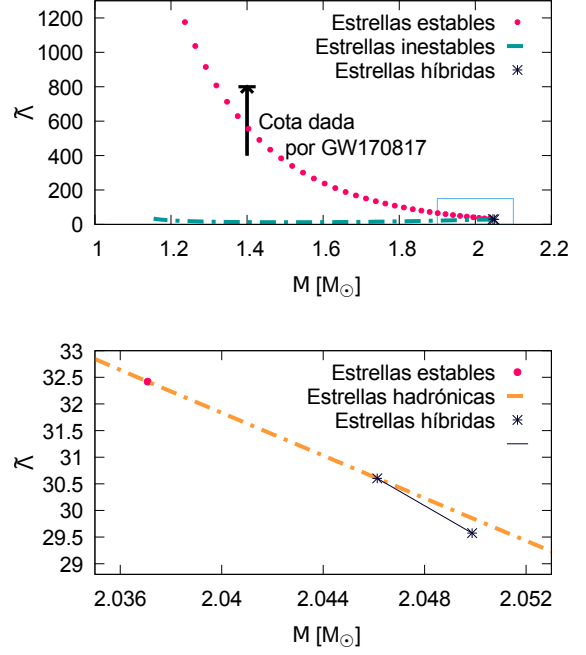 1200
1000
800
600
400
200
0
Λ̃
Estrellas estables
Estrellas inestables
Estrellas híbridas
Cota dada
por GW170817
1 1.2 1.4 1.6 1.8 2 2.2
M [M⊙]
33
32.5
32
31.5
31
30.5
30
29.5
29
Λ̃
Estrellas estables
Estrellas hadrónicas
Estrellas híbridas
2.036 2.04 2.044 2.048 2.052
M [M⊙]